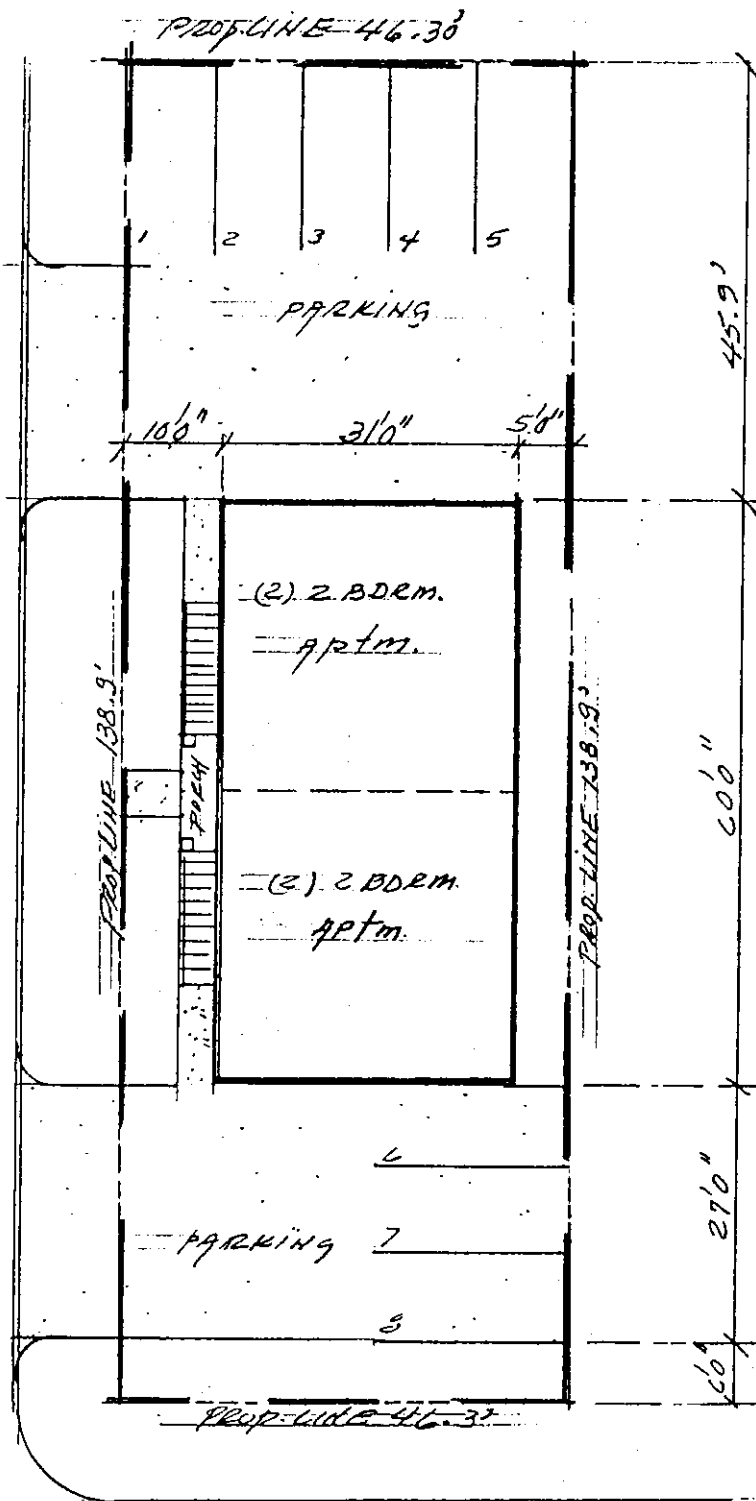 PROP. LINE 46.30'
1 2 3 4 5
PARKING
45.9'
10'0" 31'0" 5'0"
(2) 2 BDRM.
Aptm.
PROP. LINE 138.9'
PORCH
PROP. LINE 138.9'
60'0"
(2) 2 BDRM.
Aptm.
6
PARKING 7
27'0"
8
6'0"
PROP. LINE 46.3'